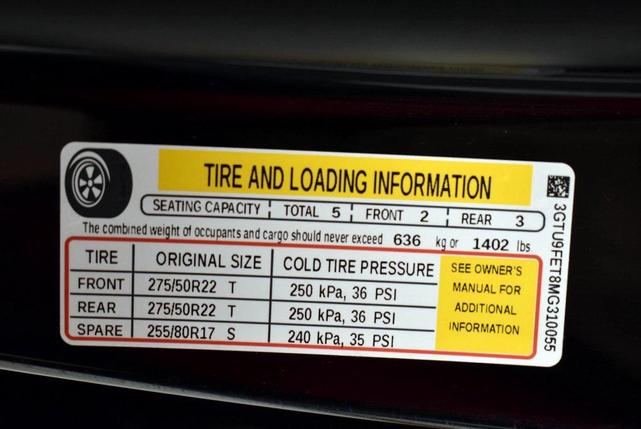 TIRE AND LOADING INFORMATION
SEATING CAPACITY TOTAL 5 FRONT 2 REAR 3
The combined weight of occupants and cargo should never exceed 636 kg or 1402 lbs
TIRE ORIGINAL SIZE COLD TIRE PRESSURE
FRONT 275/50R22 T 250 kPa, 36 PSI
REAR 275/50R22 T 250 kPa, 36 PSI
SPARE 255/80R17 S 240 kPa, 35 PSI
SEE OWNER'S
MANUAL FOR
ADDITIONAL
INFORMATION
3GTU9FET8MG310055